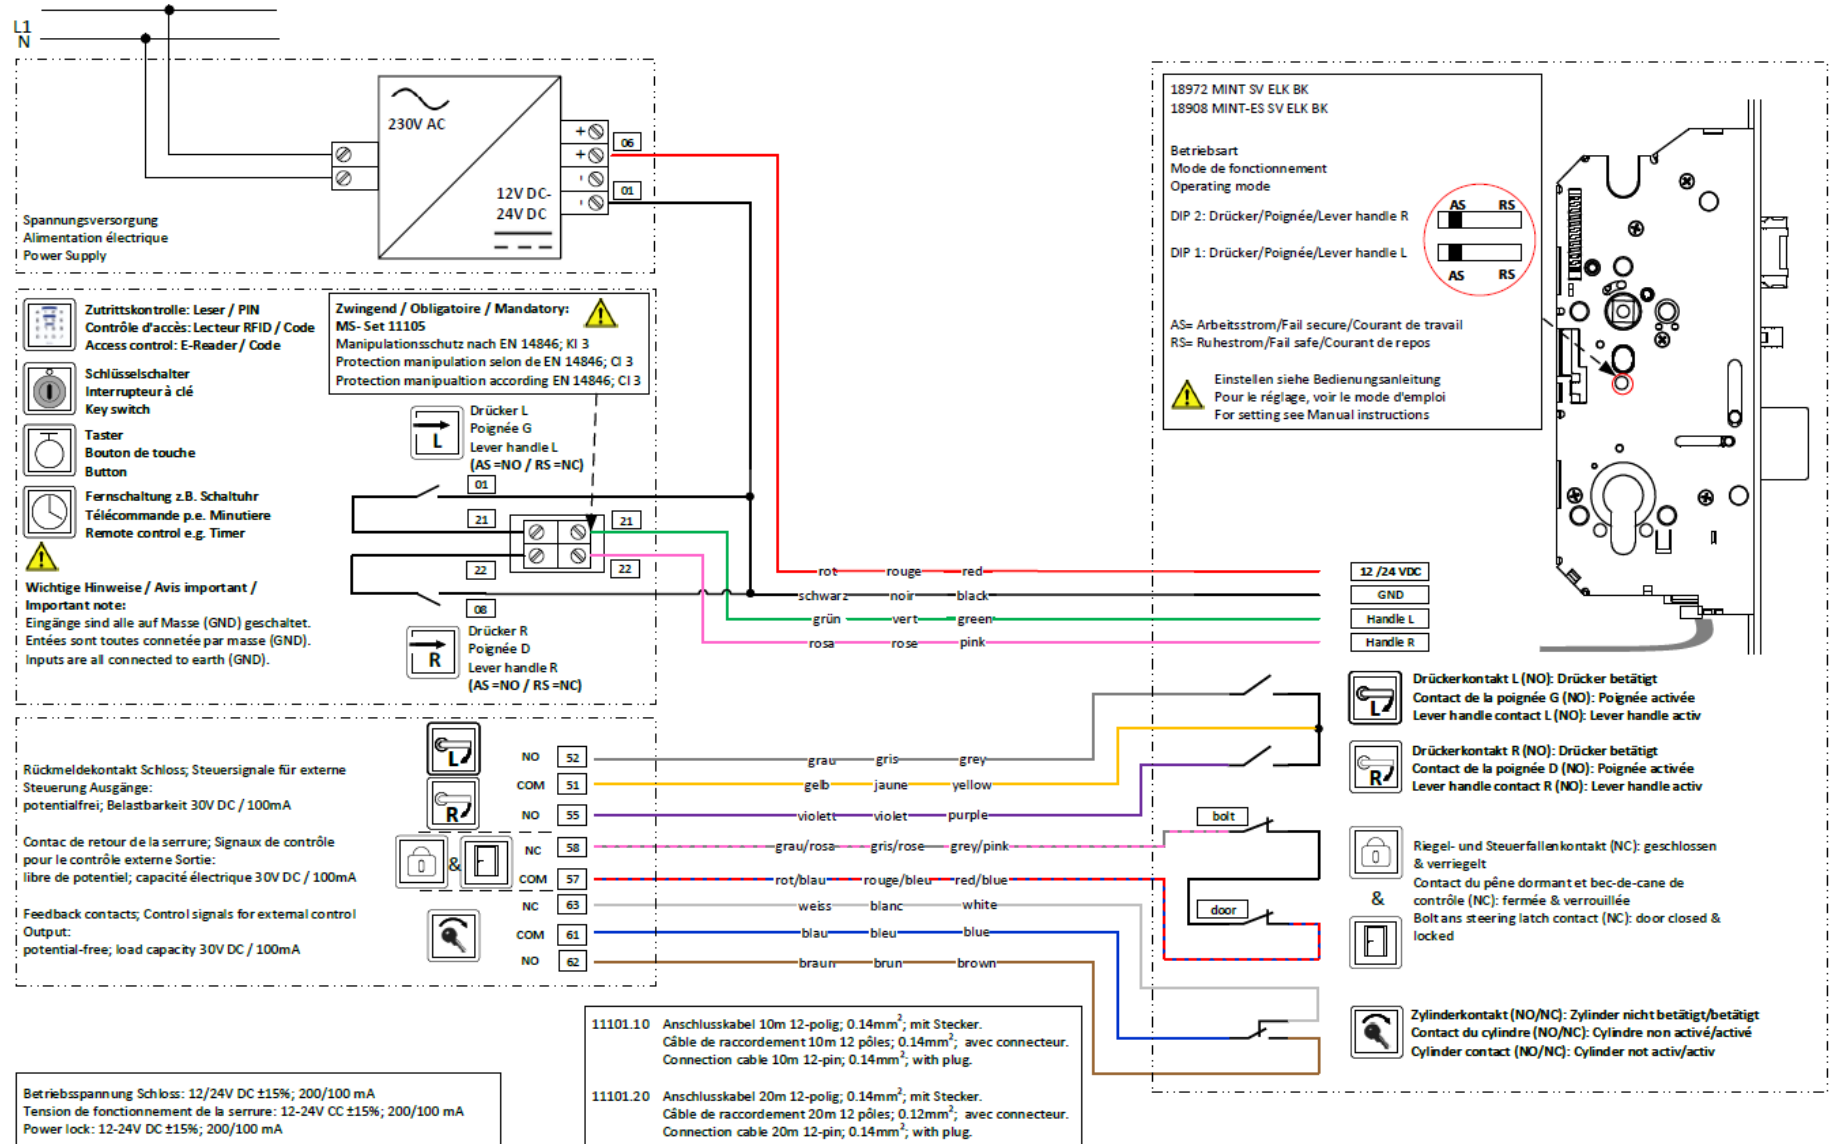 L1
N
230V AC
12V DC-
24V DC
+
+
-
-
06
01
Spannungsversorgung
Alimentation électrique
Power Supply
Zutrittskontrolle: Leser / PIN
Contrôle d'accès: Lecteur RFID / Code
Access control: E-Reader / Code
Schlüsselschalter
Interrupteur à clé
Key switch
Taster
Bouton de touche
Button
Fernschaltung z.B. Schaltuhr
Télécommande p.e. Minutiere
Remote control e.g. Timer
Wichtige Hinweise / Avis important /
Important note:
Eingänge sind alle auf Masse (GND) geschaltet.
Entées sont toutes connetée par masse (GND).
Inputs are all connected to earth (GND).
Zwingend / Obligatoire / Mandatory:
MS- Set 11105
Manipulationsschutz nach EN 14846; Kl 3
Protection manipulation selon de EN 14846; Cl 3
Protection manipualtion according EN 14846; Cl 3
L
Drücker L
Poignée G
Lever handle L
(AS =NO / RS =NC)
01
21
21
22
22
08
R
Drücker R
Poignée D
Lever handle R
(AS =NO / RS =NC)
rot rouge red
schwarz noir black
grün vert green
rosa rose pink
12 /24 VDC
GND
Handle L
Handle R
18972 MINT SV ELK BK
18908 MINT-ES SV ELK BK
Betriebsart
Mode de fonctionnement
Operating mode
DIP 2: Drücker/Poignée/Lever handle R
DIP 1: Drücker/Poignée/Lever handle L
AS RS
AS RS
AS= Arbeitsstrom/Fail secure/Courant de travail
RS= Ruhestrom/Fail safe/Courant de repos
Einstellen siehe Bedienungsanleitung
Pour le réglage, voir le mode d'emploi
For setting see Manual instructions
Rückmeldekontakt Schloss; Steuersignale für externe
Steuerung Ausgänge:
potentialfrei; Belastbarkeit 30V DC / 100mA
Contac de retour de la serrure; Signaux de contrôle
pour le contrôle externe Sortie:
libre de potentiel; capacité électrique 30V DC / 100mA
Feedback contacts; Control signals for external control
Output:
potential-free; load capacity 30V DC / 100mA
L
R
&
NO 52 grau gris grey
COM 51 gelb jaune yellow
NO 55 violett violet purple
NC 58 grau/rosa gris/rose grey/pink
COM 57 rot/blau rouge/bleu red/blue
NC 63 weiss blanc white
COM 61 blau bleu blue
NO 62 braun brun brown
bolt
door
L
Drückerkontakt L (NO): Drücker betätigt
Contact de la poignée G (NO): Poignée activée
Lever handle contact L (NO): Lever handle activ
R
Drückerkontakt R (NO): Drücker betätigt
Contact de la poignée D (NO): Poignée activée
Lever handle contact R (NO): Lever handle activ
&
Riegel- und Steuerfallenkontakt (NC): geschlossen
& verriegelt
Contact du pêne dormant et bec-de-cane de
contrôle (NC): fermée & verrouillée
Bolt ans steering latch contact (NC): door closed &
locked
Zylinderkontakt (NO/NC): Zylinder nicht betätigt/betätigt
Contact du cylindre (NO/NC): Cylindre non activé/activé
Cylinder contact (NO/NC): Cylinder not activ/activ
11101.10 Anschlusskabel 10m 12-polig; 0.14mm²; mit Stecker.
Câble de raccordement 10m 12 pôles; 0.14mm²; avec connecteur.
Connection cable 10m 12-pin; 0.14mm²; with plug.
11101.20 Anschlusskabel 20m 12-polig; 0.14mm²; mit Stecker.
Câble de raccordement 20m 12 pôles; 0.12mm²; avec connecteur.
Connection cable 20m 12-pin; 0.14mm²; with plug.
Betriebsspannung Schloss: 12/24V DC ±15%; 200/100 mA
Tension de fonctionnement de la serrure: 12-24V CC ±15%; 200/100 mA
Power lock: 12-24V DC ±15%; 200/100 mA